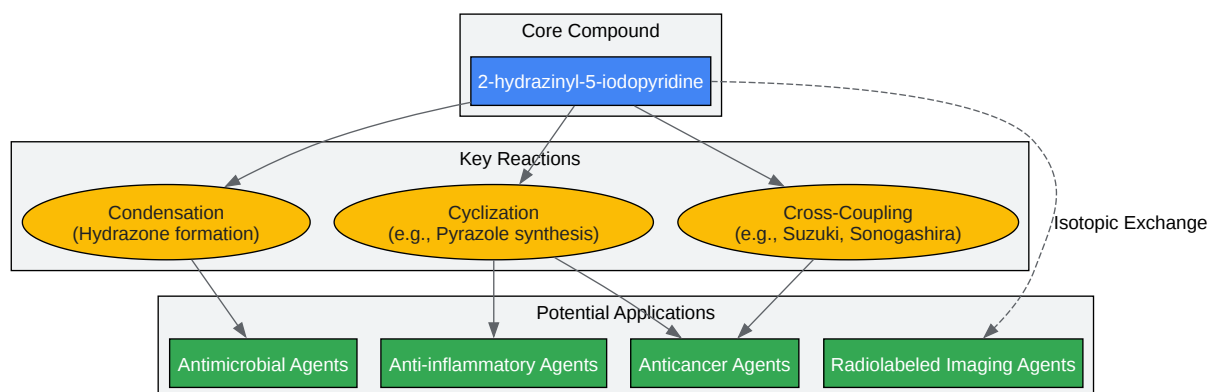 Core Compound
2-hydrazinyl-5-iodopyridine
Key Reactions
Condensation
(Hydrazone formation)
Cyclization
(e.g., Pyrazole synthesis)
Cross-Coupling
(e.g., Suzuki, Sonogashira)
Isotopic Exchange
Potential Applications
Antimicrobial Agents
Anti-inflammatory Agents
Anticancer Agents
Radiolabeled Imaging Agents